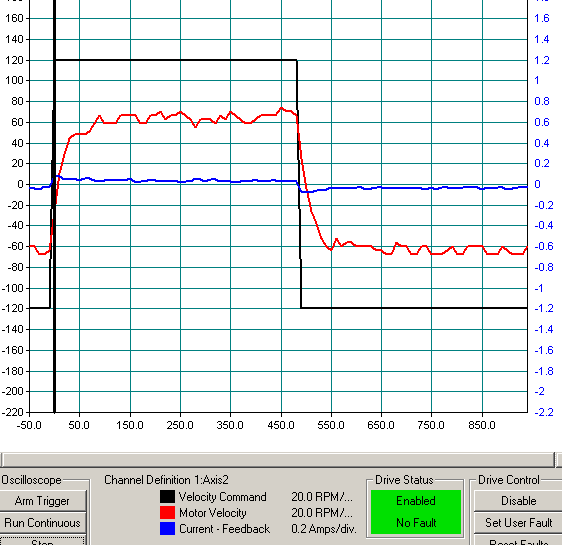 160 1.6
140 1.4
120 1.2
100 1
80 0.8
60 0.6
40 0.4
20 0.2
0 0
-20 -0.2
-40 -0.4
-60 -0.6
-80 -0.8
-100 -1
-120 -1.2
-140 -1.4
-160 -1.6
-180 -1.8
-200 -2
-220 -2.2
-50.0 50.0 150.0 250.0 350.0 450.0 550.0 650.0 750.0 850.0
Oscilloscope
Arm Trigger
Run Continuous
Stop
Channel Definition 1:Axis2
Velocity Command 20.0 RPM/...
Motor Velocity 20.0 RPM/...
Current - Feedback 0.2 Amps/div.
Drive Status
Enabled
No Fault
Drive Control
Disable
Set User Fault
Reset Faults